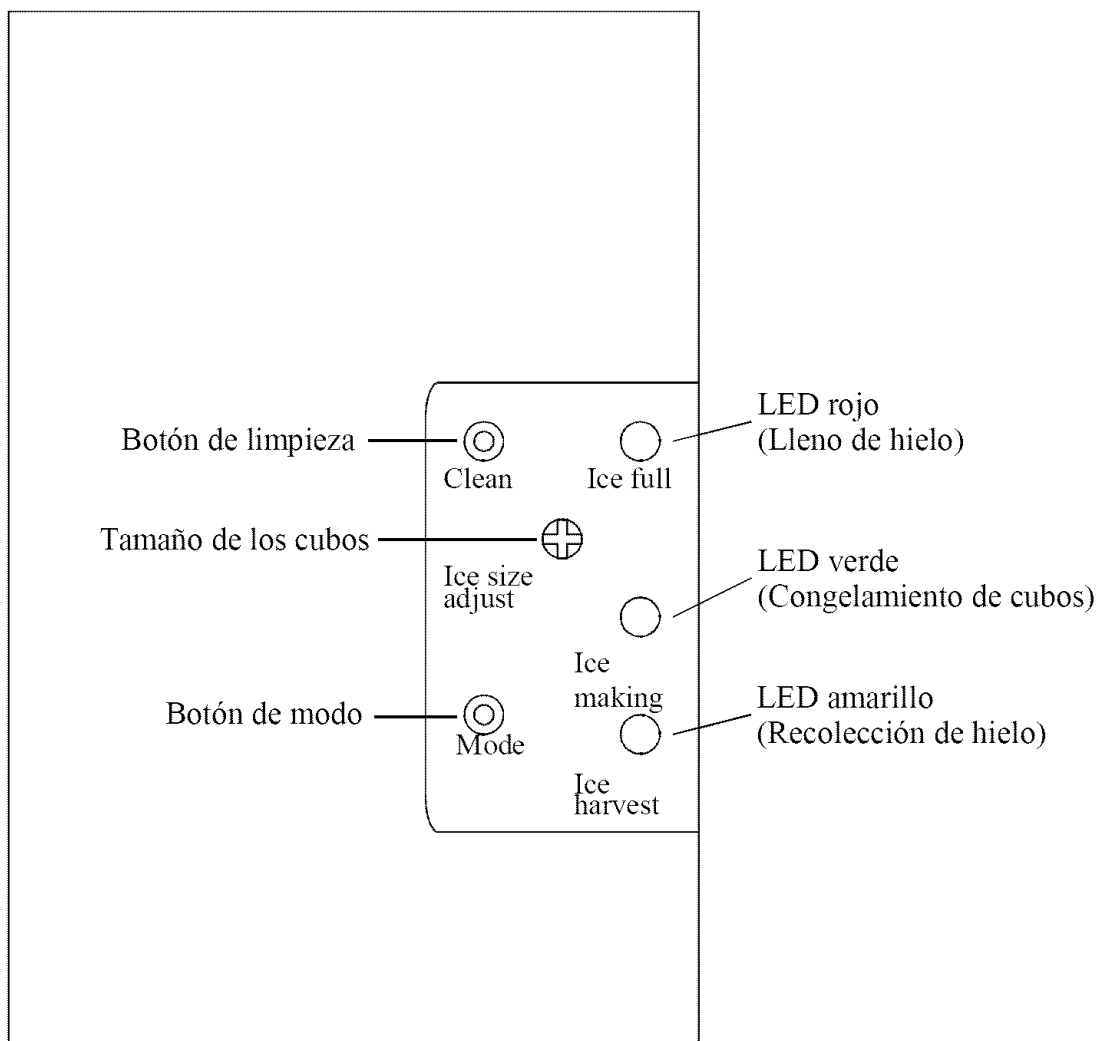 Botón de limpieza
Clean
Ice full
LED rojo
(Lleno de hielo)
Tamaño de los cubos
Ice size
adjust
LED verde
(Congelamiento de cubos)
Ice
making
Botón de modo
Mode
LED amarillo
(Recolección de hielo)
Ice
harvest